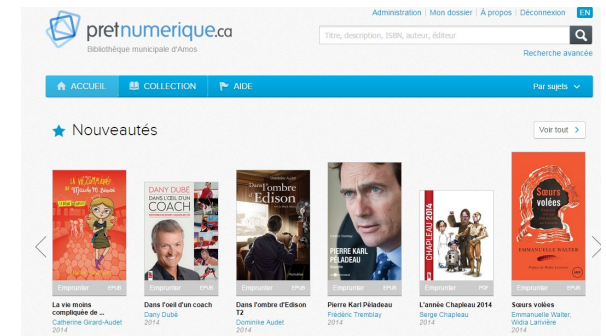 Administration | Mon dossier | À propos | Déconnexion EN
pretnumerique.ca
Bibliothèque municipale d'Amos
Titre, description, ISBN, auteur, éditeur
Recherche avancée
ACCUEIL COLLECTION AIDE Par sujets
Nouveautés
Voir tout
DANY DUBÉ
DANS L'OEIL D'UN
COACH
Dominike Audet
Dans l'ombre
d'Edison
PIERRE KARL
PÉLADEAU
CHAPLEAU 2014
Sœurs
volées
EMMANUELLE WALTER
Emprunter EPUB
Emprunter EPUB
Emprunter EPUB
Emprunter EPUB
Emprunter PDF
Emprunter EPUB
La vie moins
compliquée de ...
Catherine Girard-Audet
2014
Dans l'oeil d'un coach
Dany Dubé
2014
Dans l'ombre d'Edison
T2
Dominike Audet
2014
Pierre Karl Péladeau
Frédéric Tremblay
2014
L'année Chapleau 2014
Serge Chapleau
2014
Sœurs volées
Emmanuelle Walter,
Widia Larivière
2014